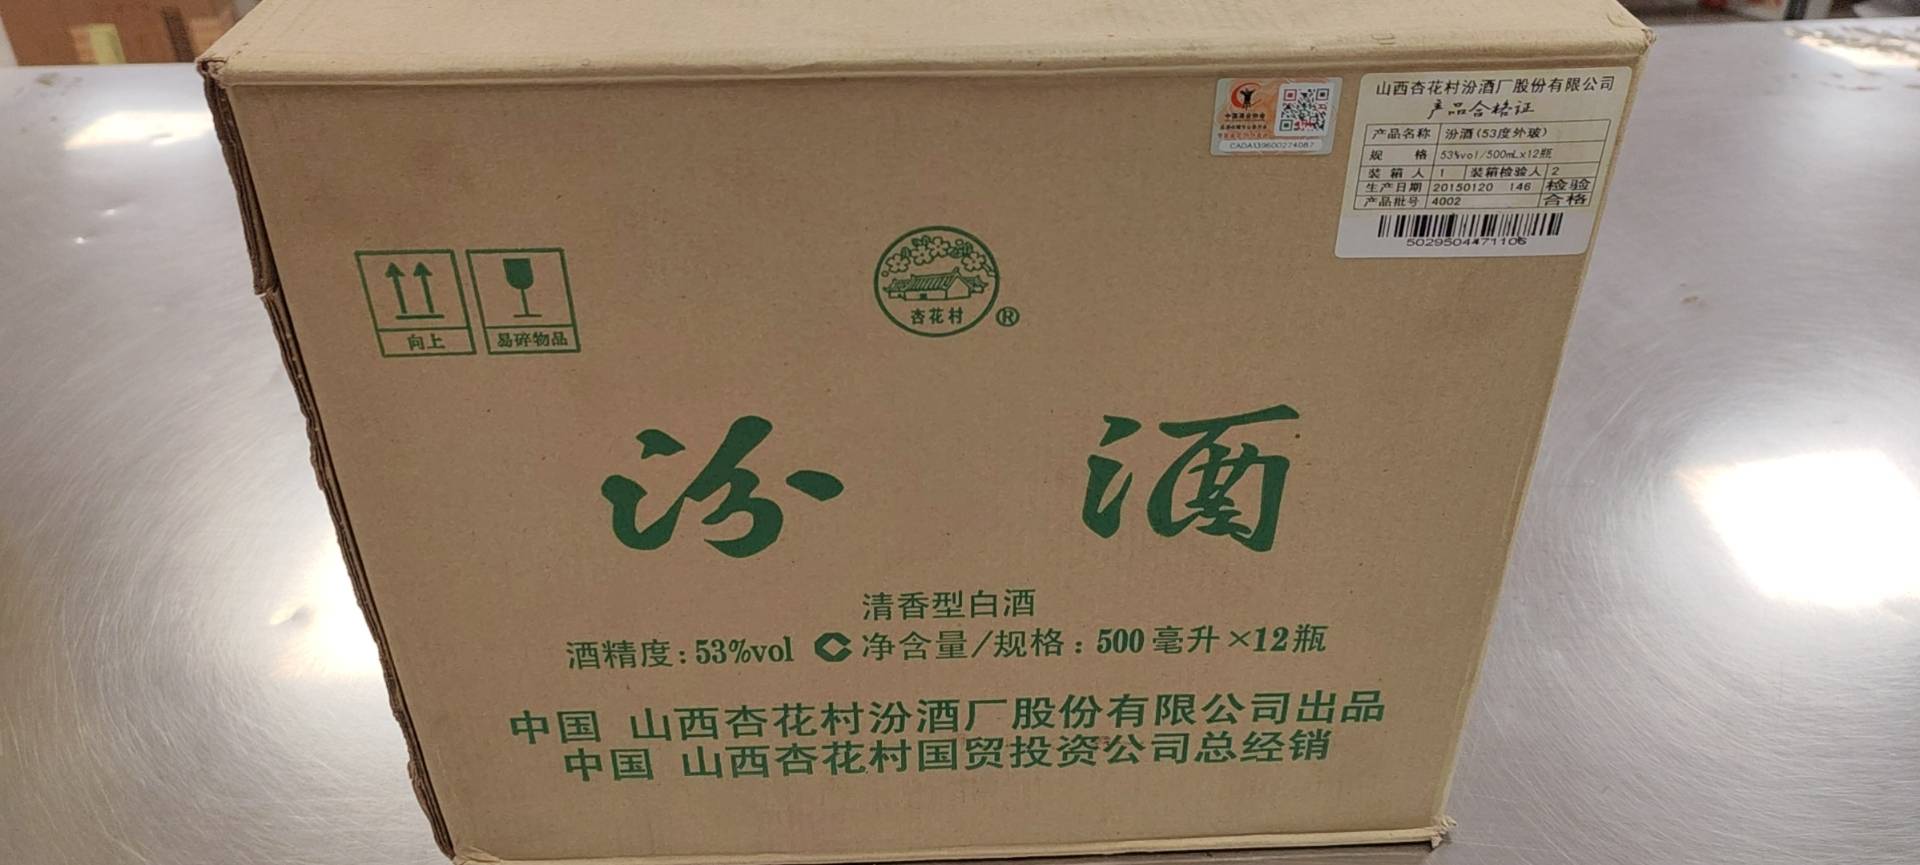 山西杏花村汾酒厂股份有限公司
产品合格证
产品名称 汾酒(53度外玻)
规 格 53%vol/500mLx12瓶
装箱人 1 装箱检验人 2
生产日期 20150120 146 检验
产品批号 4002 合格
5029504471106
中国酒业协会
CADA1396002274087
向上
易碎物品
杏花村
®
汾酒
清香型白酒
酒精度:53%vol 净含量/规格:500毫升×12瓶
中国 山西杏花村汾酒厂股份有限公司出品
中国 山西杏花村国贸投资公司总经销